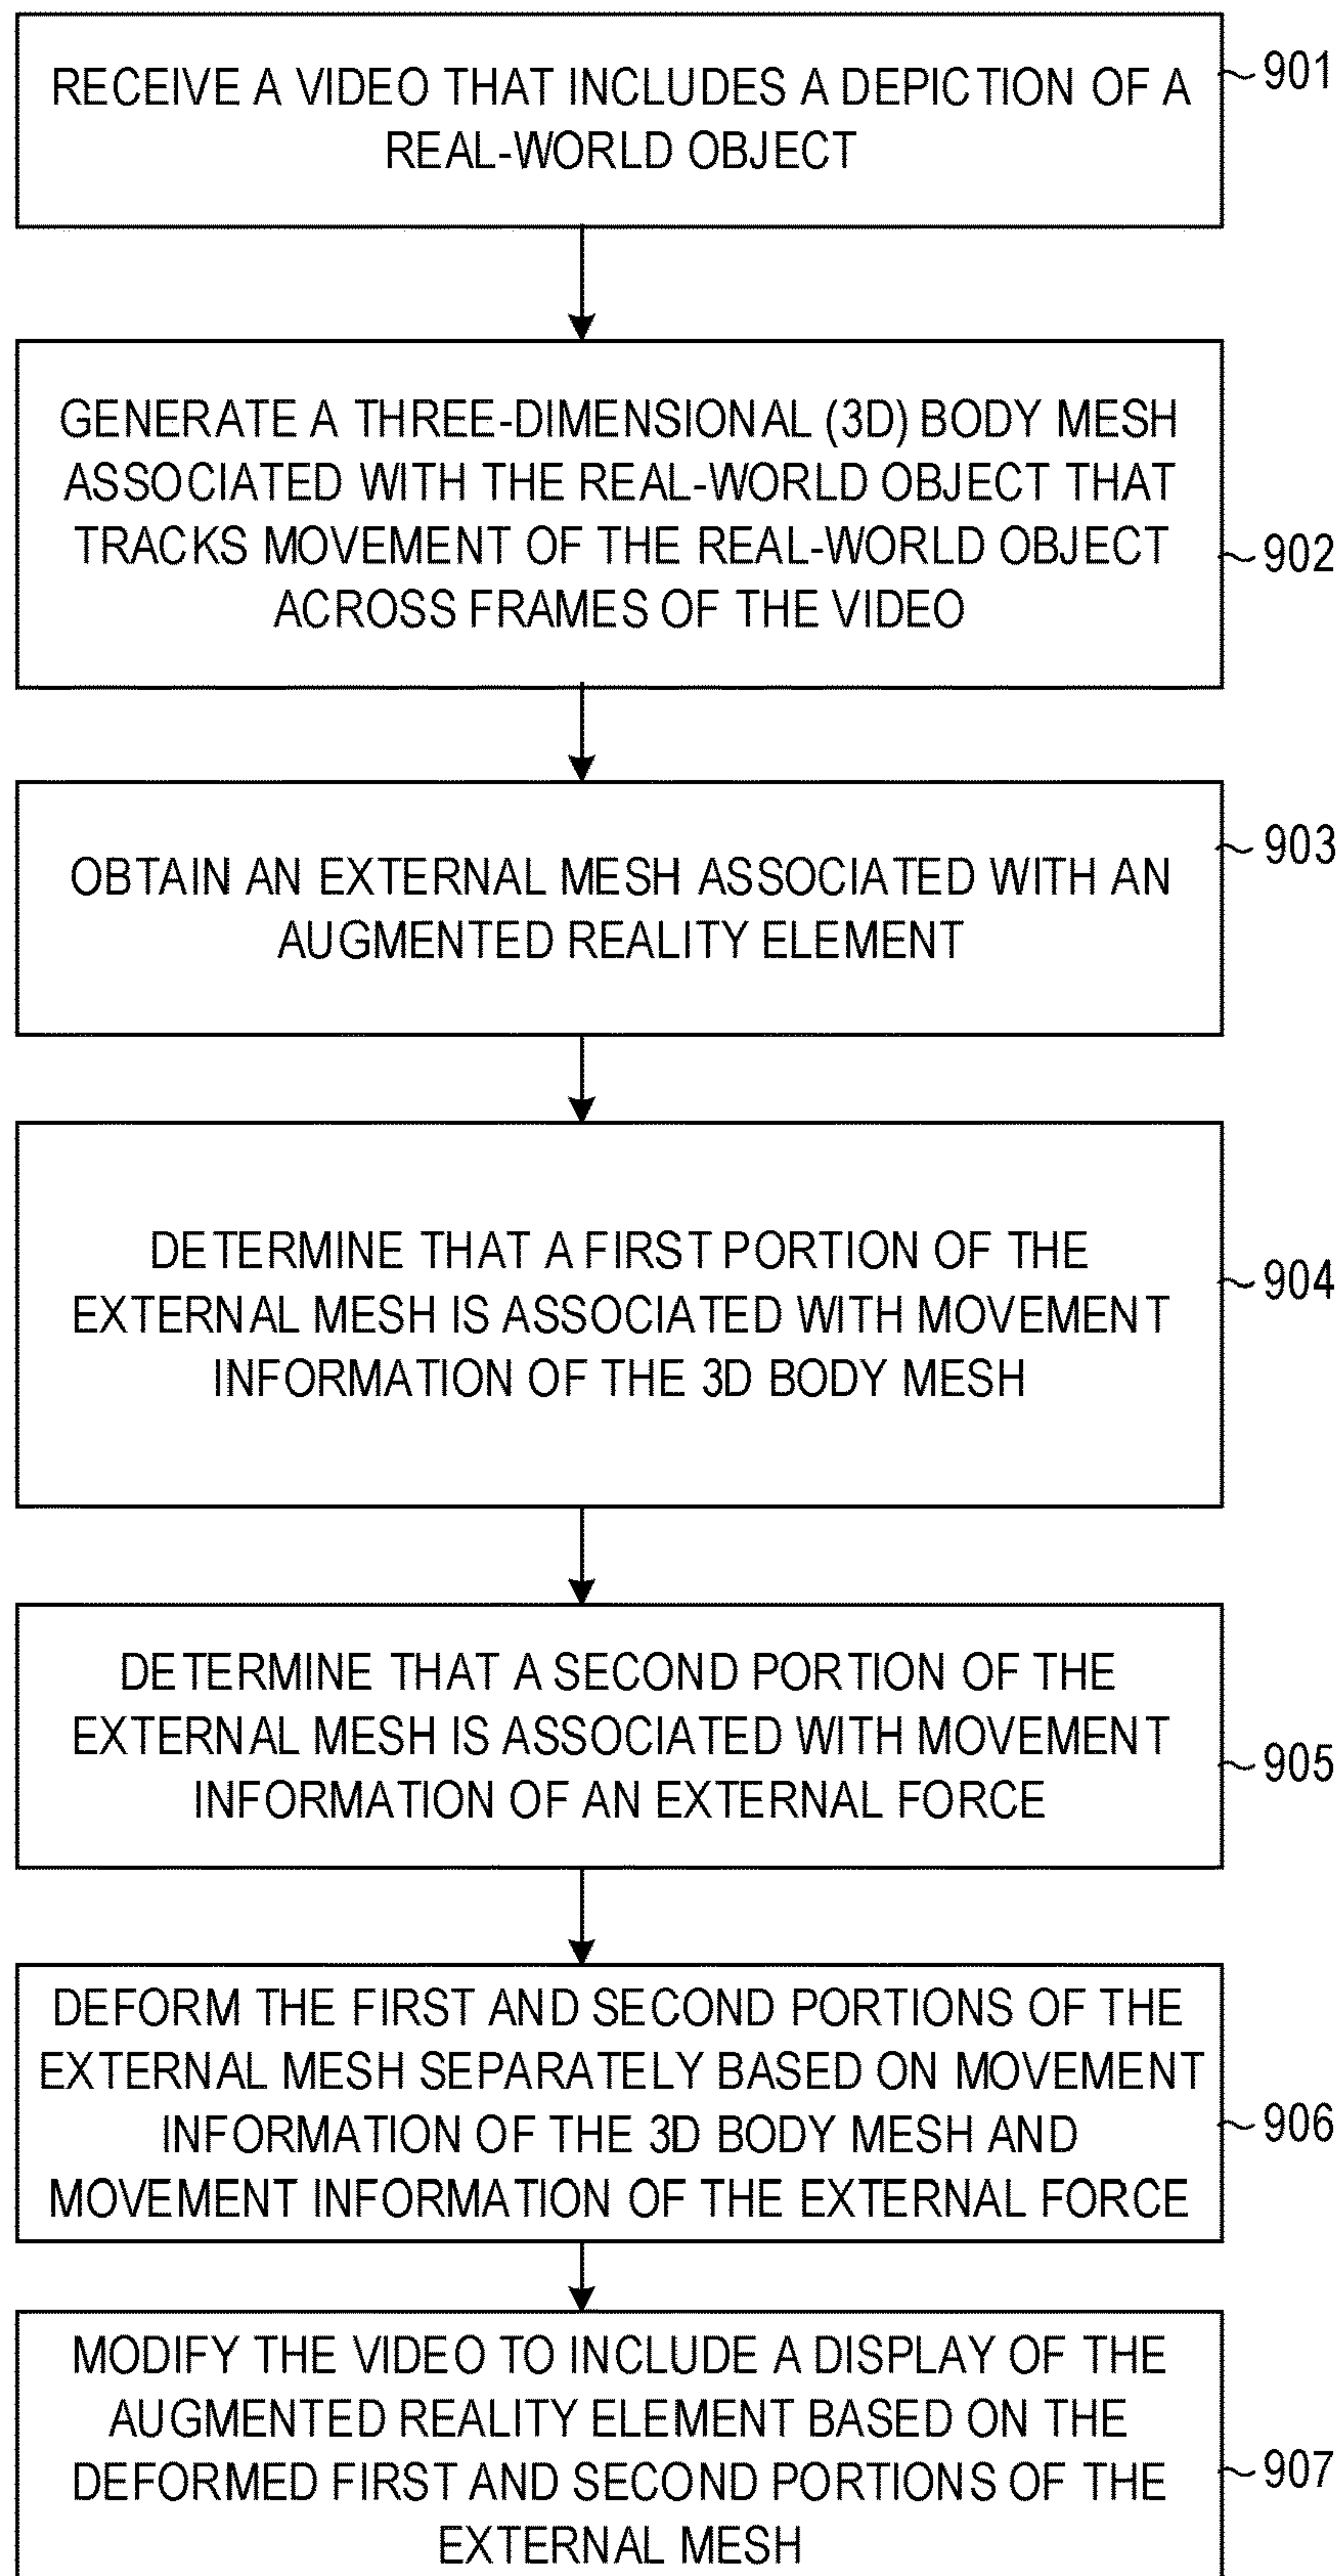 RECEIVE A VIDEO THAT INCLUDES A DEPICTION OF A
REAL-WORLD OBJECT
901
GENERATE A THREE-DIMENSIONAL (3D) BODY MESH
ASSOCIATED WITH THE REAL-WORLD OBJECT THAT
TRACKS MOVEMENT OF THE REAL-WORLD OBJECT
ACROSS FRAMES OF THE VIDEO
902
OBTAIN AN EXTERNAL MESH ASSOCIATED WITH AN
AUGMENTED REALITY ELEMENT
903
DETERMINE THAT A FIRST PORTION OF THE
EXTERNAL MESH IS ASSOCIATED WITH MOVEMENT
INFORMATION OF THE 3D BODY MESH
904
DETERMINE THAT A SECOND PORTION OF THE
EXTERNAL MESH IS ASSOCIATED WITH MOVEMENT
INFORMATION OF AN EXTERNAL FORCE
905
DEFORM THE FIRST AND SECOND PORTIONS OF THE
EXTERNAL MESH SEPARATELY BASED ON MOVEMENT
INFORMATION OF THE 3D BODY MESH AND
MOVEMENT INFORMATION OF THE EXTERNAL FORCE
906
MODIFY THE VIDEO TO INCLUDE A DISPLAY OF THE
AUGMENTED REALITY ELEMENT BASED ON THE
DEFORMED FIRST AND SECOND PORTIONS OF THE
EXTERNAL MESH
907